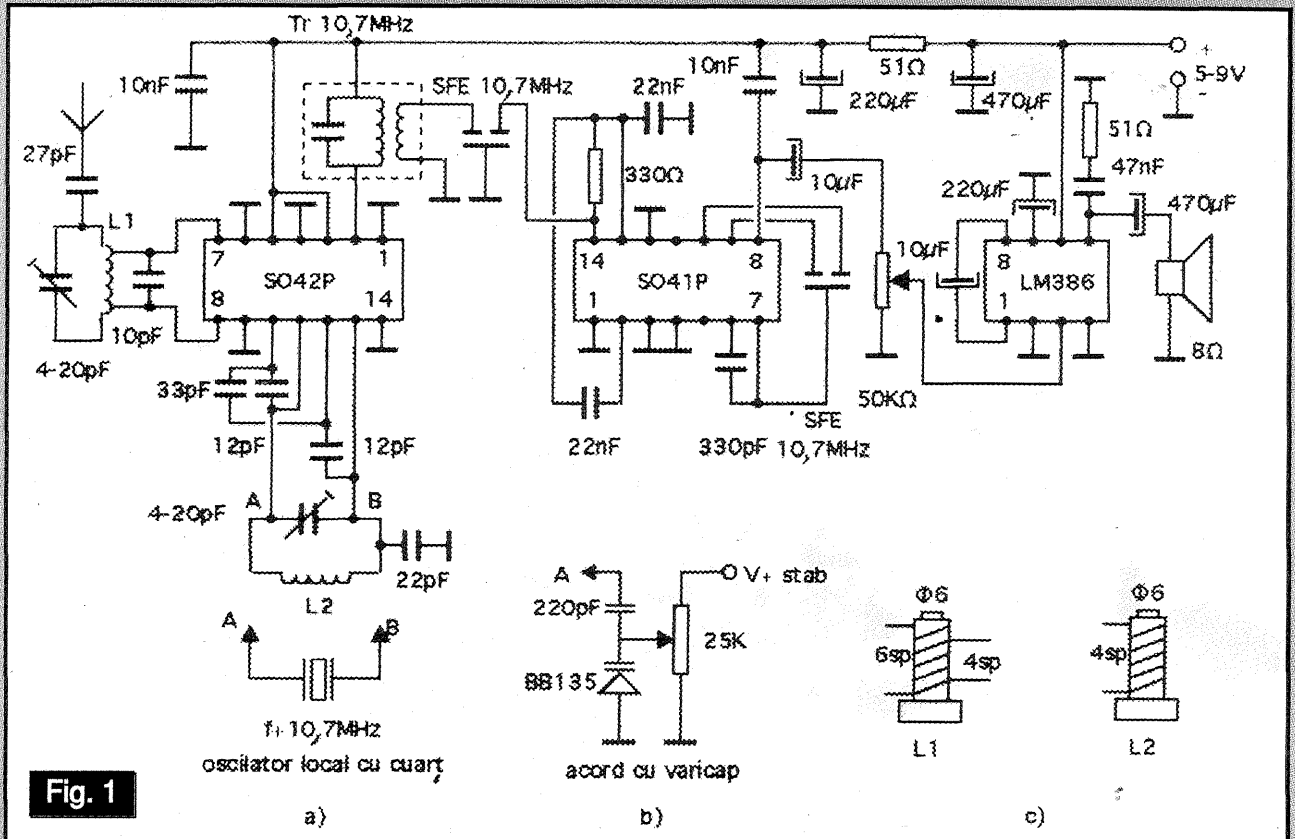 Tr 10,7MHz
10nF
SFE 10,7MHz
22nF
10nF
220µF
51Ω
470µF
+
5-9V
-
27pF
L1
330Ω
10µF
51Ω
47nF
220µF
470µF
7
1
SO42P
8
14
14
8
SO41P
1
7
10µF
8
LM386
1
8Ω
10pF
4-20pF
33pF
12pF
12pF
22nF
330pF
SFE
10,7MHz
50KΩ
4-20pF
A
B
22pF
L2
A
B
f+10,7MHz
oscilator local cu cuarț
a)
A
V+ stab
220pF
25K
BB135
acord cu varicap
b)
Φ6
6sp
4sp
L1
Φ6
4sp
L2
c)
Fig. 1